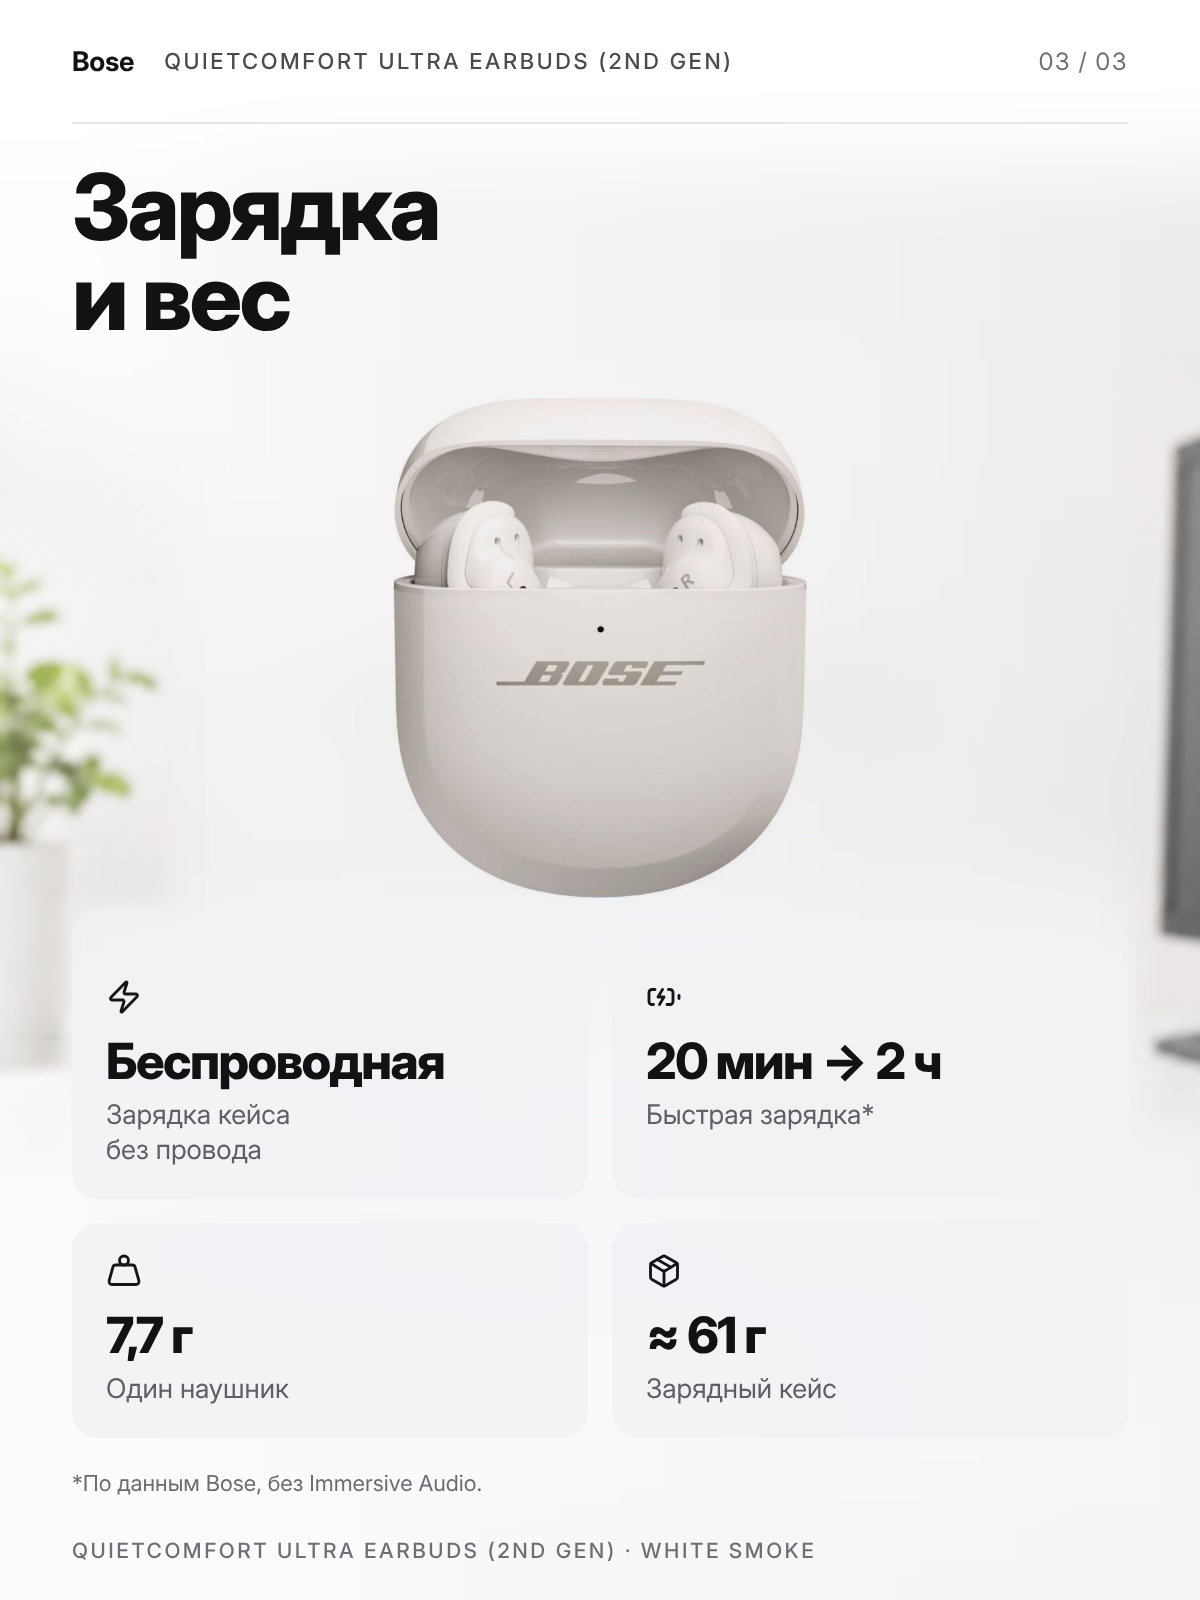 Bose QUIETCOMFORT ULTRA EARBUDS (2ND GEN) 03 / 03
Зарядка
и вес
L R
BOSE
Беспроводная
Зарядка кейса
без провода
20 мин → 2 ч
Быстрая зарядка*
7,7 г
Один наушник
≈ 61 г
Зарядный кейс
*По данным Bose, без Immersive Audio.
QUIETCOMFORT ULTRA EARBUDS (2ND GEN) · WHITE SMOKE